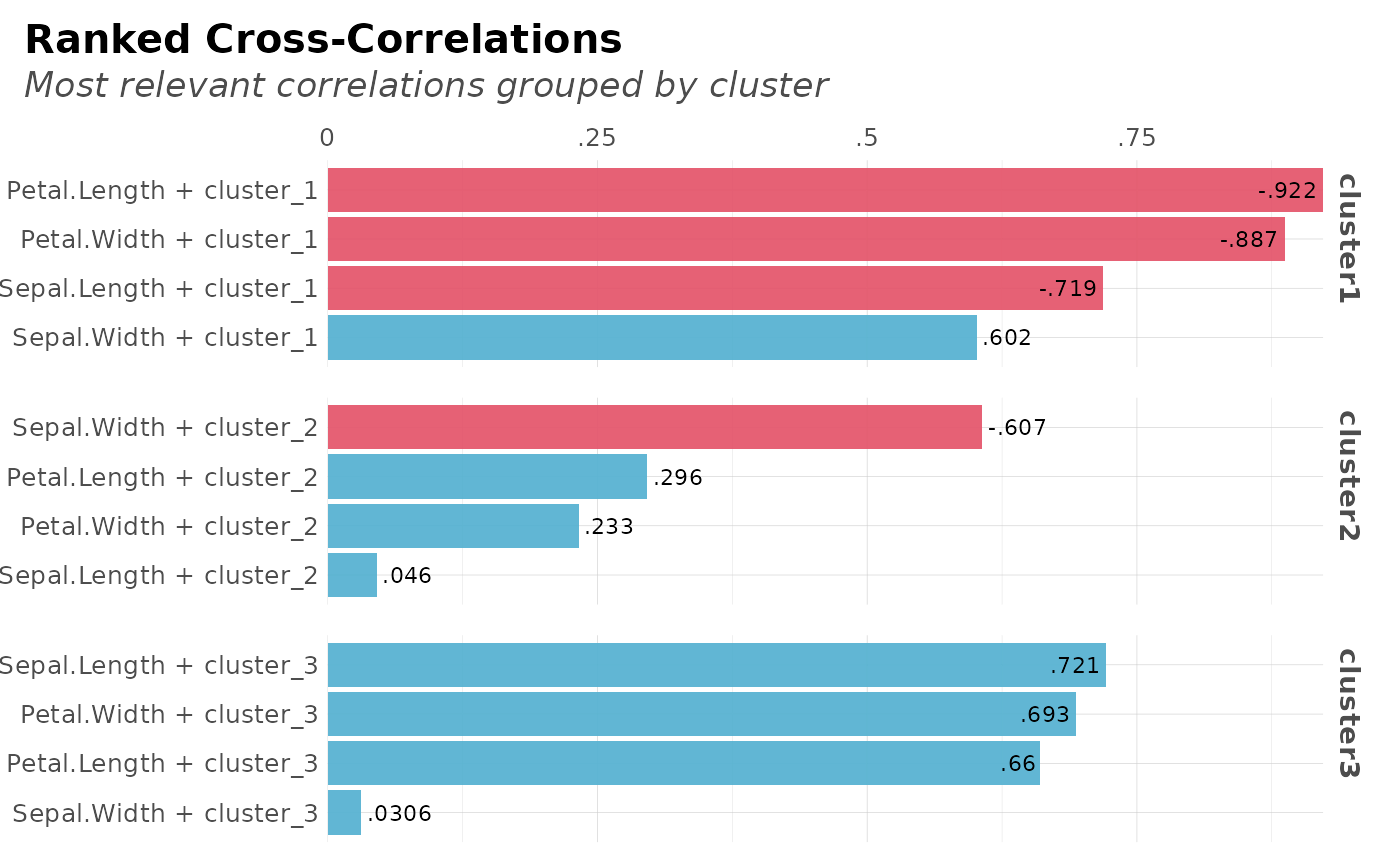 Ranked Cross-Correlations
Most relevant correlations grouped by cluster
0 .25 .5 .75
Petal.Length + cluster_1 -.922
Petal.Width + cluster_1 -.887
Sepal.Length + cluster_1 -.719
Sepal.Width + cluster_1 .602
cluster1
Sepal.Width + cluster_2 -.607
Petal.Length + cluster_2 .296
Petal.Width + cluster_2 .233
Sepal.Length + cluster_2 .046
cluster2
Sepal.Length + cluster_3 .721
Petal.Width + cluster_3 .693
Petal.Length + cluster_3 .66
Sepal.Width + cluster_3 .0306
cluster3